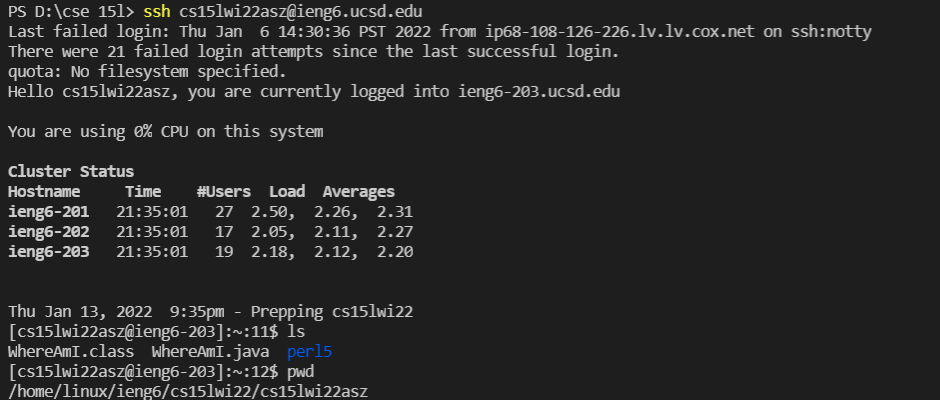 PS D:\cse 15l> ssh cs15lwi22asz@ieng6.ucsd.edu
Last failed login: Thu Jan  6 14:30:36 PST 2022 from ip68-108-126-226.lv.lv.cox.net on ssh:notty
There were 21 failed login attempts since the last successful login.
quota: No filesystem specified.
Hello cs15lwi22asz, you are currently logged into ieng6-203.ucsd.edu
You are using 0% CPU on this system
Cluster Status
Hostname     Time    #Users  Load  Averages
ieng6-201   21:35:01   27  2.50,  2.26,  2.31
ieng6-202   21:35:01   17  2.05,  2.11,  2.27
ieng6-203   21:35:01   19  2.18,  2.12,  2.20
Thu Jan 13, 2022  9:35pm - Prepping cs15lwi22
[cs15lwi22asz@ieng6-203]:~:11$ ls
WhereAmI.class  WhereAmI.java  perl5
[cs15lwi22asz@ieng6-203]:~:12$ pwd
/home/linux/ieng6/cs15lwi22/cs15lwi22asz